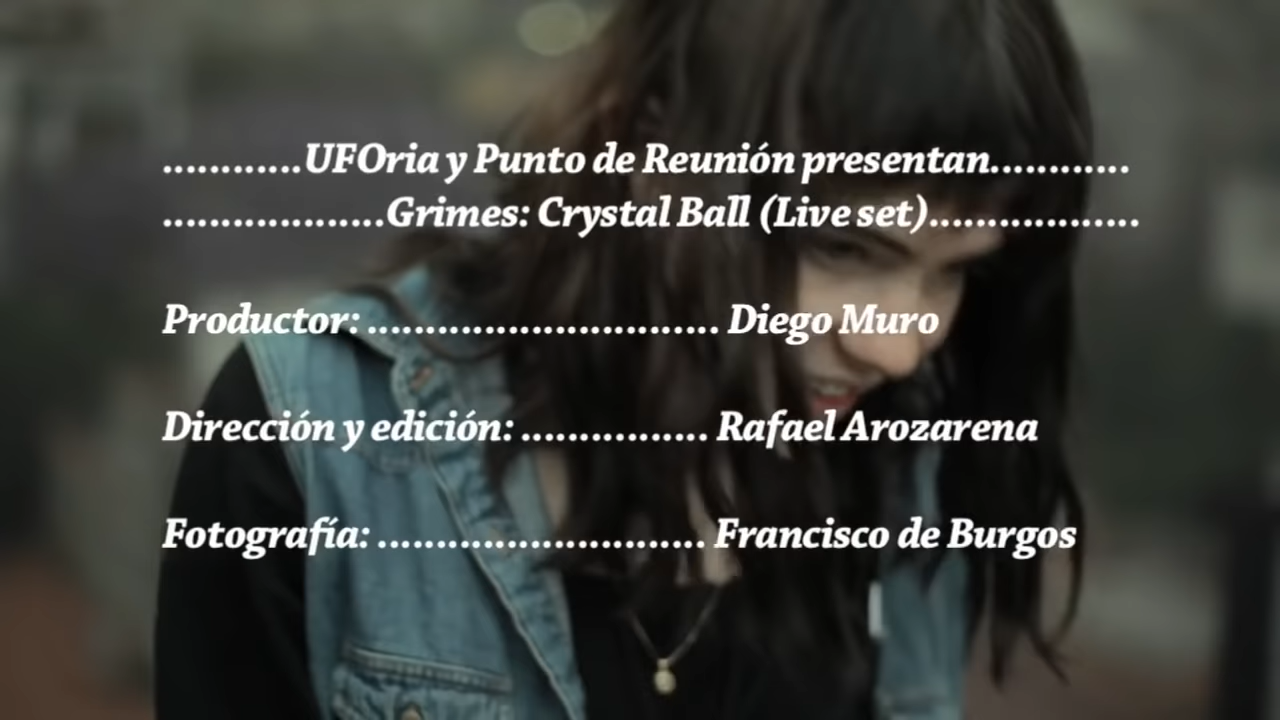 ............UFOria y Punto de Reunión presentan............
...................Grimes: Crystal Ball (Live set)..................
Productor: .............................. Diego Muro
Dirección y edición: ................ Rafael Arozarena
Fotografía: ............................ Francisco de Burgos